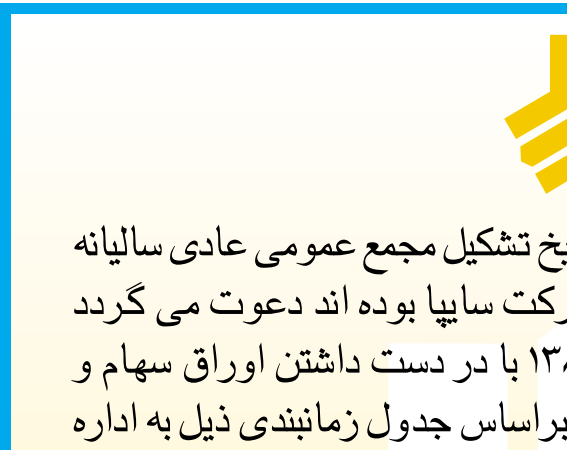 تشکیل مجمع عمومی عادی سالیانه
سایپا بوده اند دعوت می گردد
با در دست داشتن اوراق سهام و
براساس جدول زمانبندی ذیل به اداره